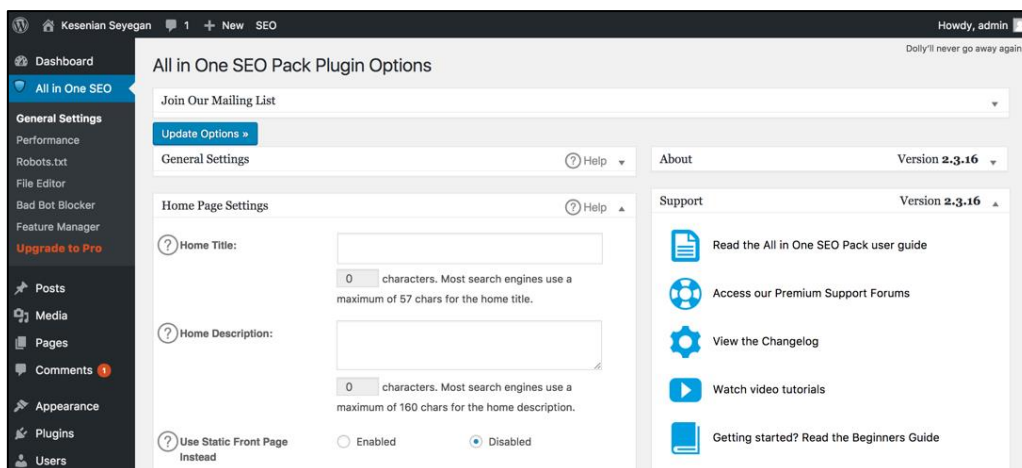 Kesenian Seyegan 1 + New SEO Howdy, admin
Dolly'll never go away again
Dashboard
All in One SEO
General Settings
Performance
Robots.txt
File Editor
Bad Bot Blocker
Feature Manager
Upgrade to Pro
Posts
Media
Pages
Comments 1
Appearance
Plugins
Users
All in One SEO Pack Plugin Options
Join Our Mailing List
Update Options »
General Settings ? Help
Home Page Settings ? Help
? Home Title:
0 characters. Most search engines use a
maximum of 57 chars for the home title.
? Home Description:
0 characters. Most search engines use a
maximum of 160 chars for the home description.
? Use Static Front Page Enabled Disabled
Instead
About Version 2.3.16
Support Version 2.3.16
Read the All in One SEO Pack user guide
Access our Premium Support Forums
View the Changelog
Watch video tutorials
Getting started? Read the Beginners Guide